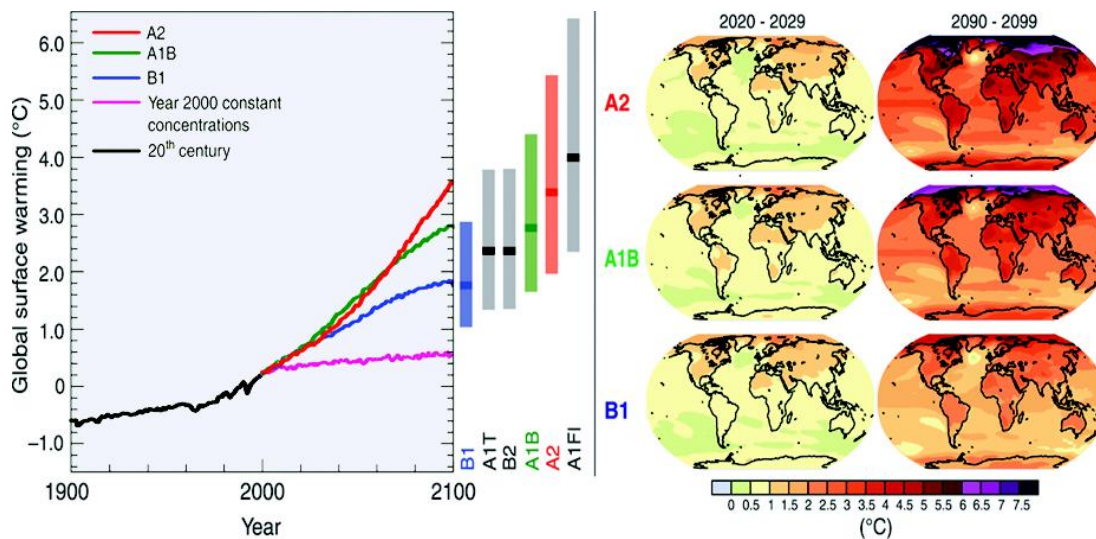 6.0
5.0
4.0
3.0
2.0
1.0
0
−1.0
Global surface warming (°C)
A2
A1B
B1
Year 2000 constant
concentrations
20th century
1900
2000
2100
Year
B1
A1T
B2
A1B
A2
A1FI
2020 - 2029
2090 - 2099
A2
A1B
B1
0 0.5 1 1.5 2 2.5 3 3.5 4 4.5 5 5.5 6 6.5 7 7.5
(°C)